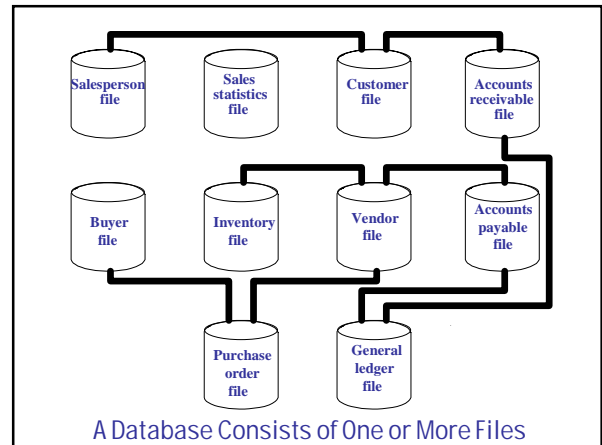 Salesperson
file
Sales
statistics
file
Customer
file
Accounts
receivable
file
Buyer
file
Inventory
file
Vendor
file
Accounts
payable
file
Purchase
order
file
General
ledger
file
A Database Consists of One or More Files